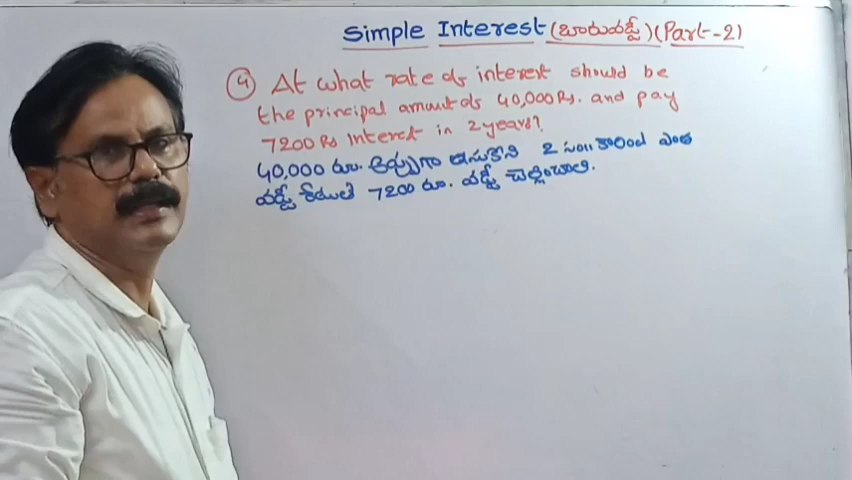 Simple Interest (బారువడ్డీ) (Part-2)
④ At what rate of interest should be
the principal amount of 40,000 Rs. and pay
7200 Rs Interest in 2 years?
40,000 రూ. అప్పుగా తీసుకొని 2 సం॥ కాలంలో ఎంత
వడ్డీ రేటుతో 7200 రూ. వడ్డీ చెల్లించాలి.